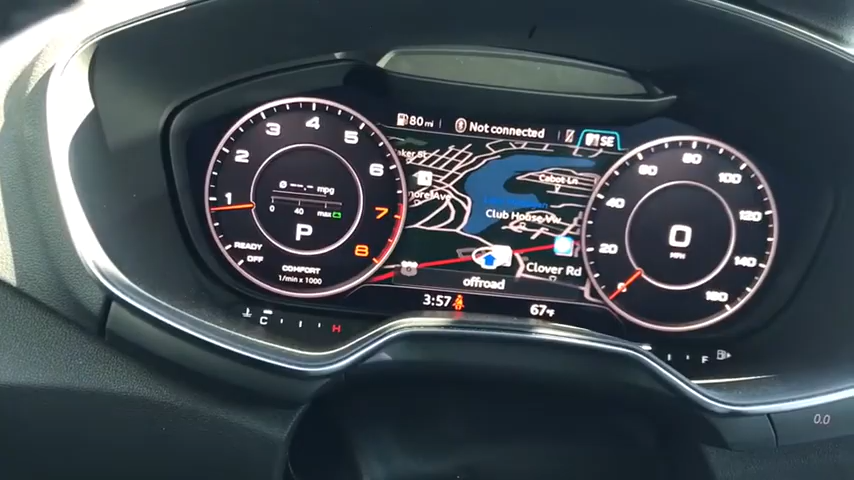 80 mi
Not connected
SE
1 2 3 4 5 6 7 8
Ø --.- mpg
0 40 max
P
READY
OFF
COMFORT
1/min x 1000
Cabot Ln
Club House Vw
Clover Rd
offroad
3:57
67°F
20 40 60 80 100 120 140 160
0
MPH
C H
F
0.0